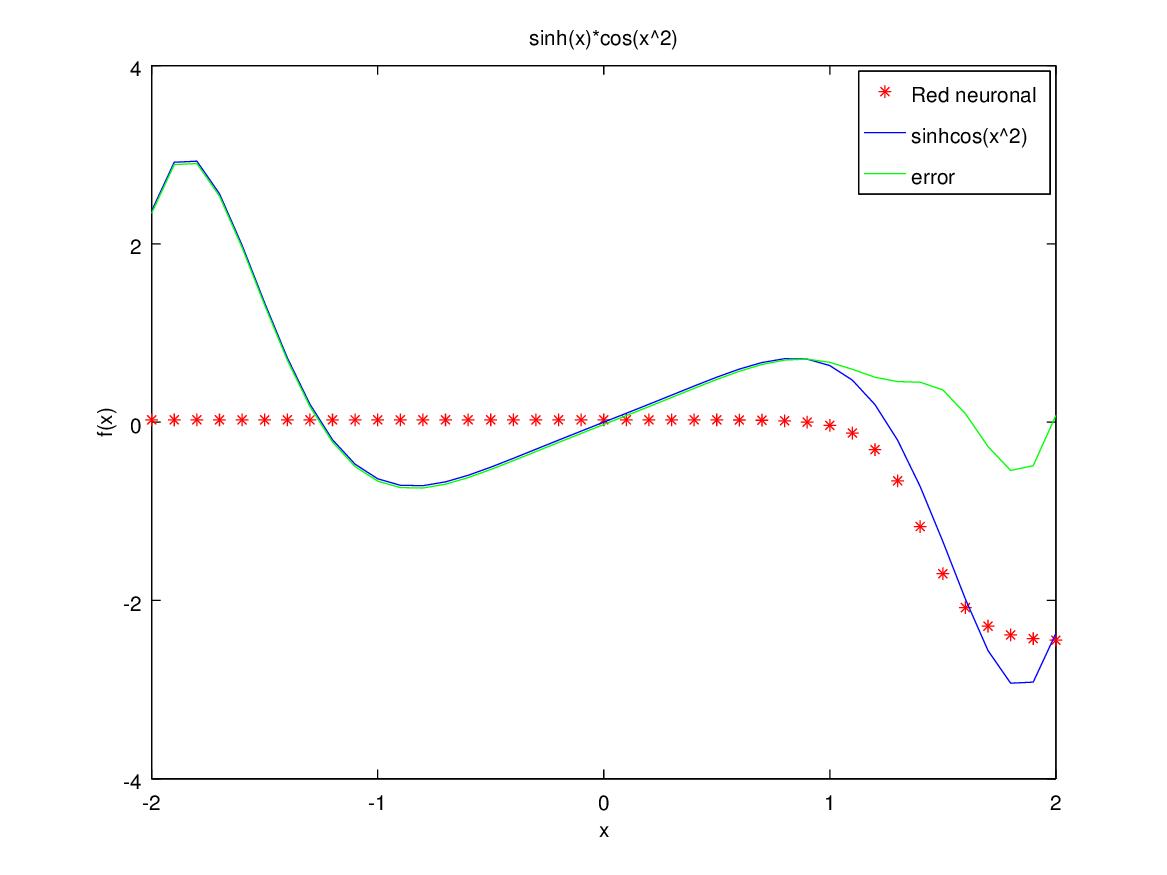 sinh(x)*cos(x^2)
4
2
0
-2
-4
f(x)
Red neuronal
sinhcos(x^2)
error
-2 -1 0 1 2
x